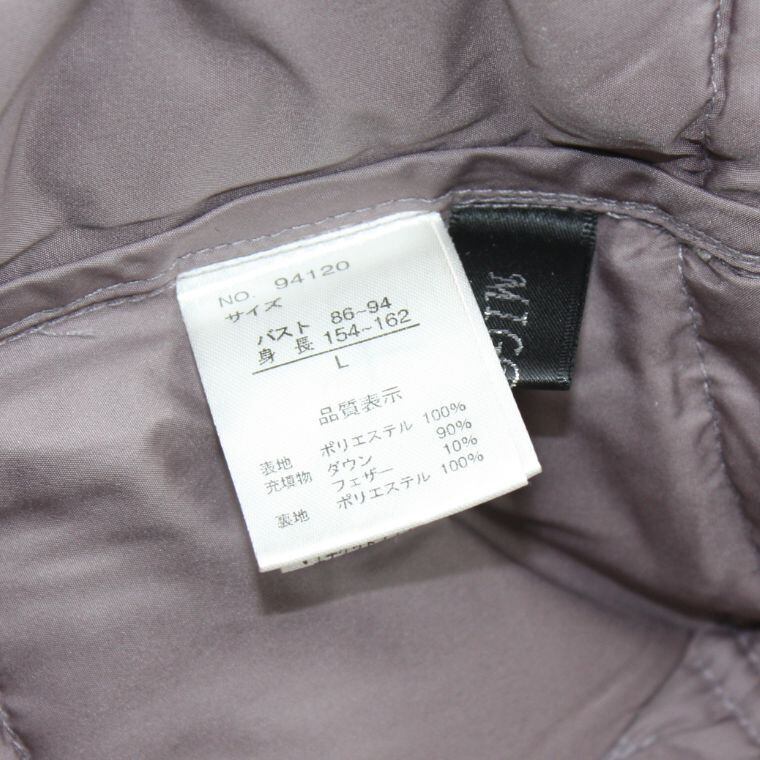 NO. 94120
サイズ
バスト 86~94
身長 154~162
L
品質表示
表地 ポリエステル 100%
充填物 ダウン 90%
フェザー 10%
裏地 ポリエステル 100%